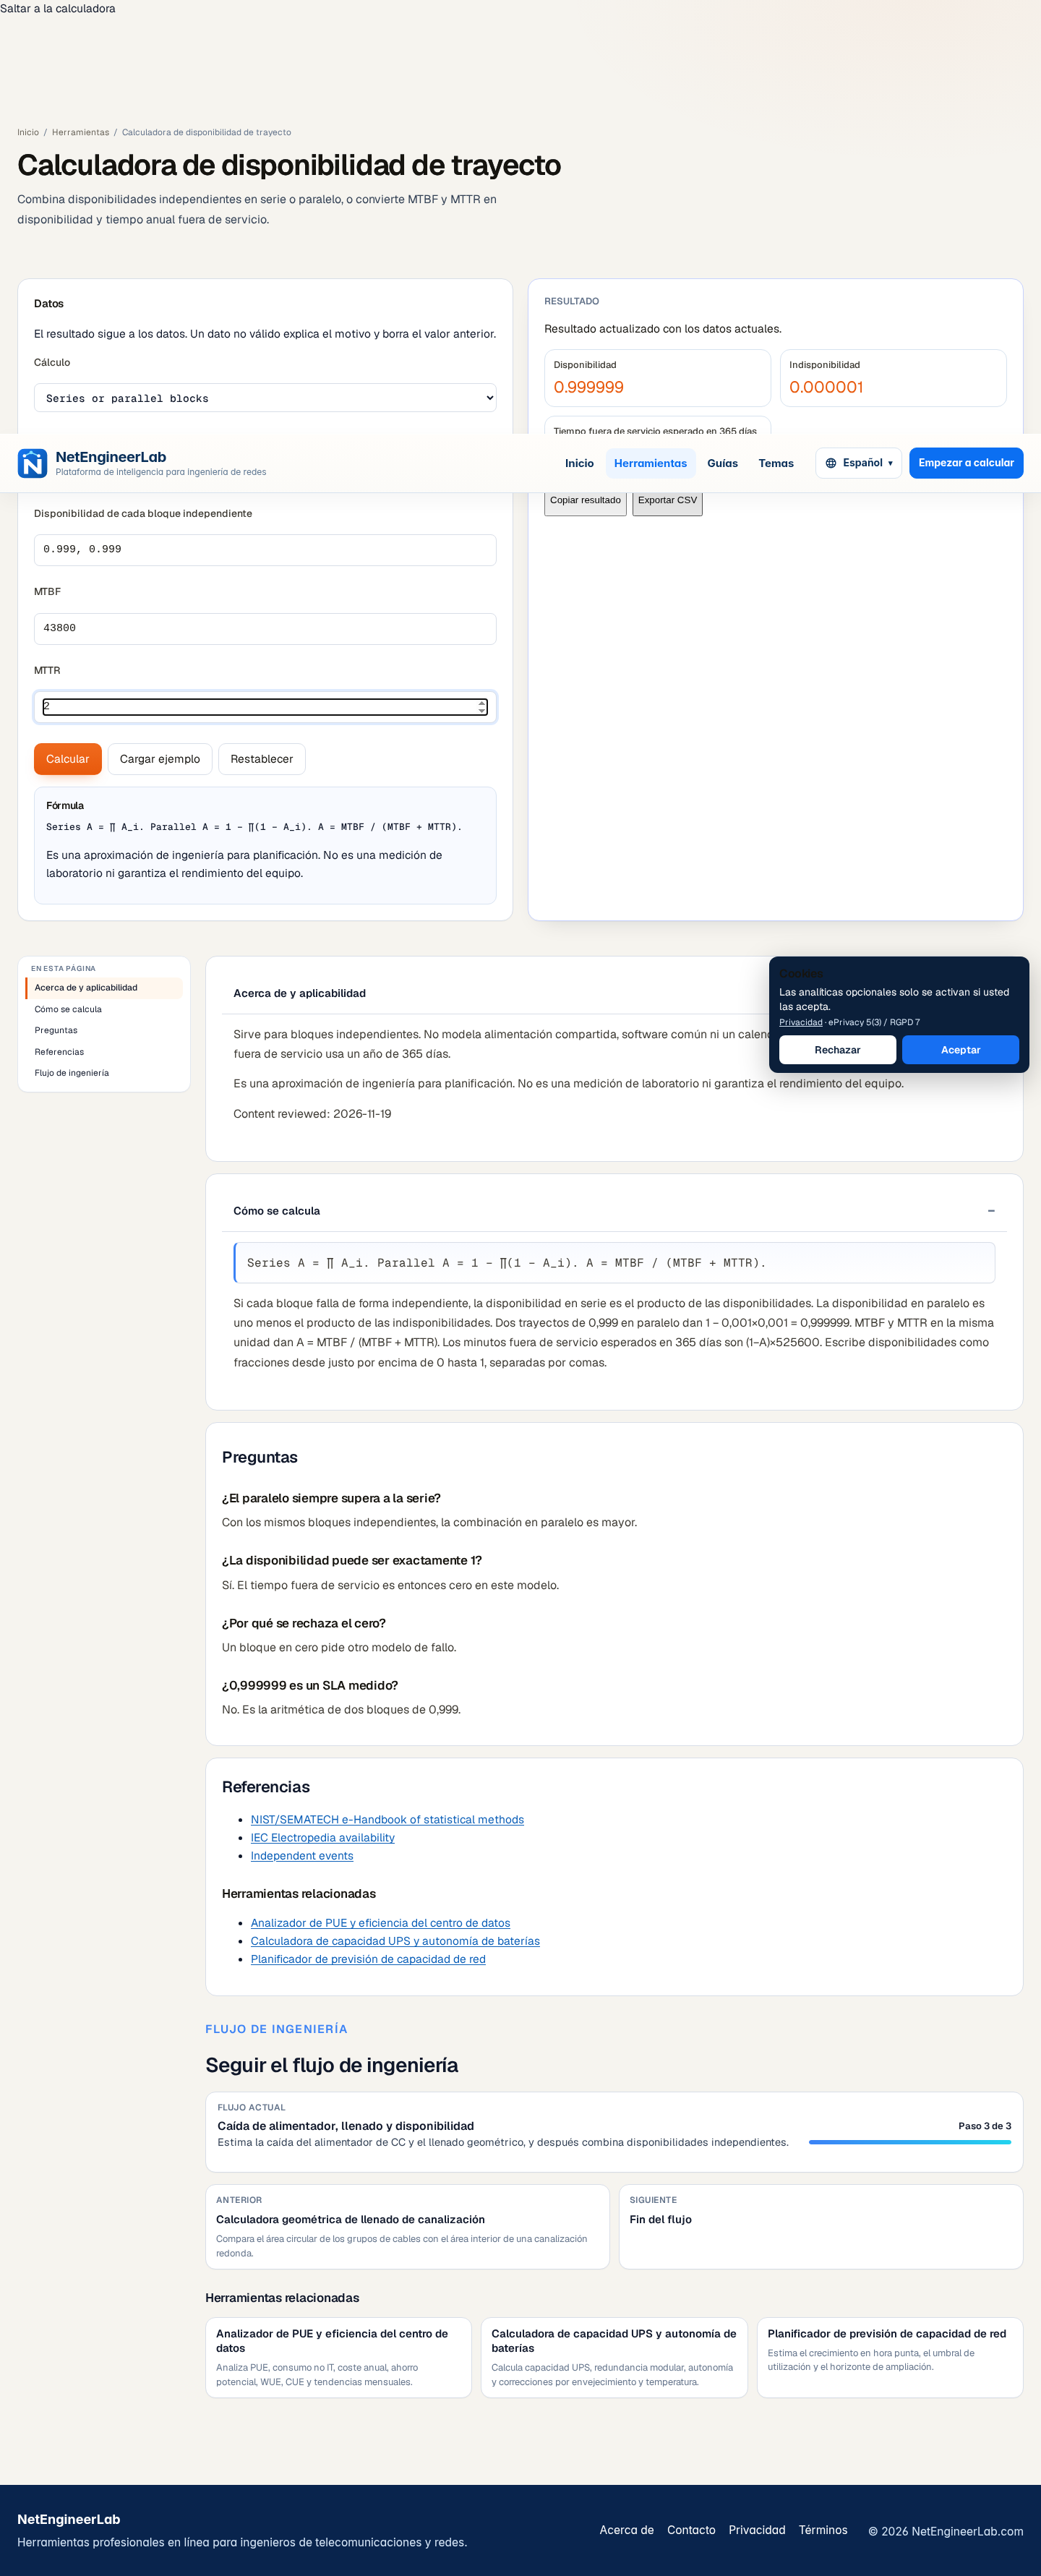 Saltar a la calculadora
Inicio / Herramientas / Calculadora de disponibilidad de trayecto
Calculadora de disponibilidad de trayecto
Combina disponibilidades independientes en serie o paralelo, o convierte MTBF y MTTR en
disponibilidad y tiempo anual fuera de servicio.
Datos
El resultado sigue a los datos. Un dato no válido explica el motivo y borra el valor anterior.
Cálculo
Series or parallel blocks
RESULTADO
Resultado actualizado con los datos actuales.
Disponibilidad
0.999999
Indisponibilidad
0.000001
Tiempo fuera de servicio esperado en 365 días
NetEngineerLab
Plataforma de inteligencia para ingeniería de redes
Inicio
Herramientas
Guías
Temas
Español
Empezar a calcular
Copiar resultado
Exportar CSV
Disponibilidad de cada bloque independiente
0.999, 0.999
MTBF
43800
MTTR
2
Calcular
Cargar ejemplo
Restablecer
Fórmula
Series A = ∏ A_i. Parallel A = 1 − ∏(1 − A_i). A = MTBF / (MTBF + MTTR).
Es una aproximación de ingeniería para planificación. No es una medición de
laboratorio ni garantiza el rendimiento del equipo.
EN ESTA PÁGINA
Acerca de y aplicabilidad
Cómo se calcula
Preguntas
Referencias
Flujo de ingeniería
Acerca de y aplicabilidad
Sirve para bloques independientes. No modela alimentación compartida, software común ni un
fuera de servicio usa un año de 365 días.
Es una aproximación de ingeniería para planificación. No es una medición de laboratorio ni garantiza el rendimiento del equipo.
Content reviewed: 2026-11-19
Cookies
Las analíticas opcionales solo se activan si usted
las acepta.
Privacidad · ePrivacy 5(3) / RGPD 7
Rechazar
Aceptar
Cómo se calcula
Series A = ∏ A_i. Parallel A = 1 − ∏(1 − A_i). A = MTBF / (MTBF + MTTR).
Si cada bloque falla de forma independiente, la disponibilidad en serie es el producto de las disponibilidades. La disponibilidad en paralelo es
uno menos el producto de las indisponibilidades. Dos trayectos de 0,999 en paralelo dan 1 − 0,001×0,001 = 0,999999. MTBF y MTTR en la misma
unidad dan A = MTBF / (MTBF + MTTR). Los minutos fuera de servicio esperados en 365 días son (1−A)×525600. Escribe disponibilidades como
fracciones desde justo por encima de 0 hasta 1, separadas por comas.
Preguntas
¿El paralelo siempre supera a la serie?
Con los mismos bloques independientes, la combinación en paralelo es mayor.
¿La disponibilidad puede ser exactamente 1?
Sí. El tiempo fuera de servicio es entonces cero en este modelo.
¿Por qué se rechaza el cero?
Un bloque en cero pide otro modelo de fallo.
¿0,999999 es un SLA medido?
No. Es la aritmética de dos bloques de 0,999.
Referencias
NIST/SEMATECH e-Handbook of statistical methods
IEC Electropedia availability
Independent events
Herramientas relacionadas
Analizador de PUE y eficiencia del centro de datos
Calculadora de capacidad UPS y autonomía de baterías
Planificador de previsión de capacidad de red
FLUJO DE INGENIERÍA
Seguir el flujo de ingeniería
FLUJO ACTUAL
Caída de alimentador, llenado y disponibilidad
Paso 3 de 3
Estima la caída del alimentador de CC y el llenado geométrico, y después combina disponibilidades independientes.
ANTERIOR
Calculadora geométrica de llenado de canalización
Compara el área circular de los grupos de cables con el área interior de una canalización
redonda.
SIGUIENTE
Fin del flujo
Herramientas relacionadas
Analizador de PUE y eficiencia del centro de
datos
Analiza PUE, consumo no IT, coste anual, ahorro
potencial, WUE, CUE y tendencias mensuales.
Calculadora de capacidad UPS y autonomía de
baterías
Calcula capacidad UPS, redundancia modular, autonomía
y correcciones por envejecimiento y temperatura.
Planificador de previsión de capacidad de red
Estima el crecimiento en hora punta, el umbral de
utilización y el horizonte de ampliación.
NetEngineerLab
Herramientas profesionales en línea para ingenieros de telecomunicaciones y redes.
Acerca de
Contacto
Privacidad
Términos
© 2026 NetEngineerLab.com